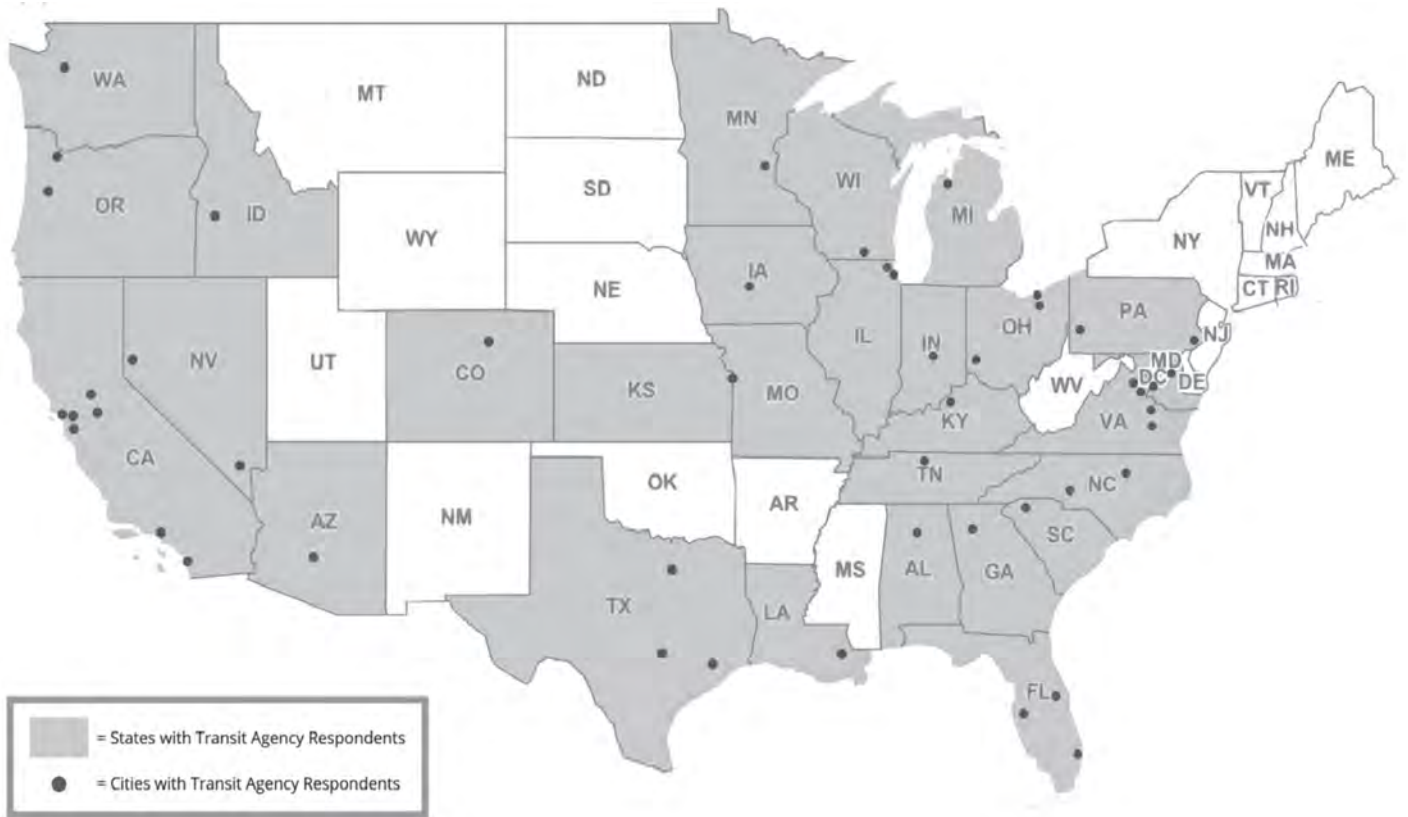 WA
MT
ND
MN
ME
OR
ID
SD
WI
MI
VT
NH
WY
NY
MA
CT
RI
IA
NE
PA
NV
UT
CO
IL
IN
OH
NJ
MD
DC
DE
KS
MO
WV
KY
VA
CA
TN
NC
AZ
NM
OK
AR
SC
MS
AL
GA
TX
LA
FL
= States with Transit Agency Respondents
= Cities with Transit Agency Respondents